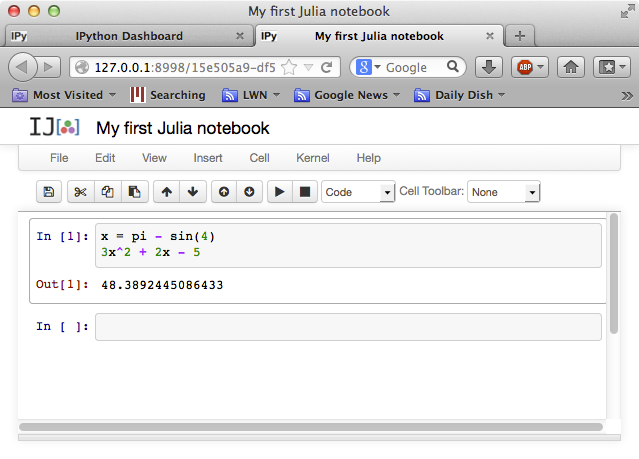 My first Julia notebook
IPy IPython Dashboard IPy My first Julia notebook
127.0.0.1:8998/15e505a9-df5 Google ABP
Most Visited Searching LWN Google News Daily Dish
IJ[] My first Julia notebook
File Edit View Insert Cell Kernel Help
Code Cell Toolbar: None
In [1]: x = pi - sin(4)
3x^2 + 2x - 5
Out[1]: 48.3892445086433
In [ ]: